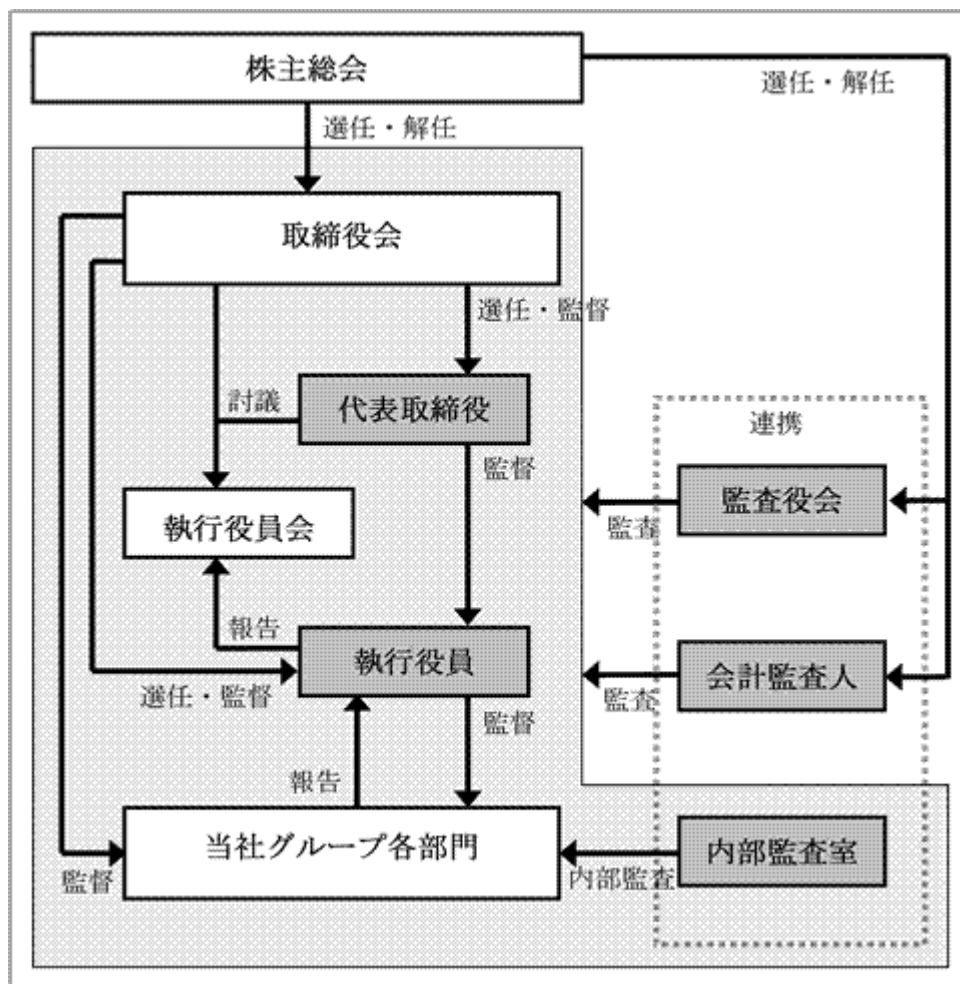 株主総会
選任・解任
選任・解任
取締役会
選任・監督
討議
代表取締役
連携
監督
監査役会
執行役員会
監査
報告
執行役員
会計監査人
選任・監督
監査
監督
報告
当社グループ各部門
内部監査室
監督
内部監査